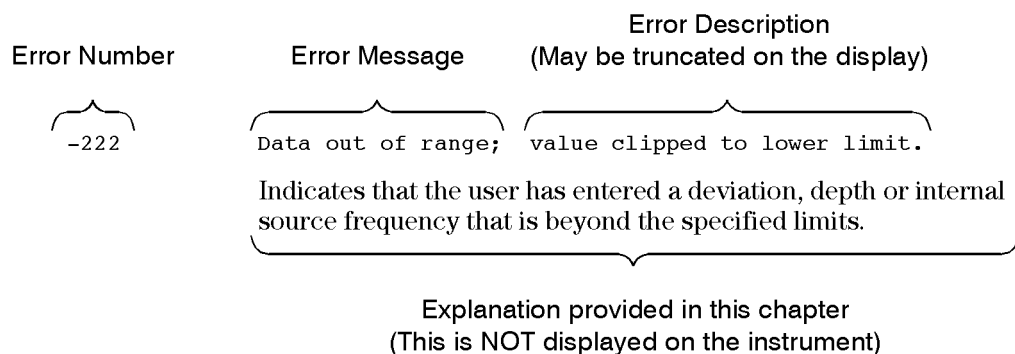 Error Description
Error Number Error Message (May be truncated on the display)
-222 Data out of range; value clipped to lower limit.
Indicates that the user has entered a deviation, depth or internal
source frequency that is beyond the specified limits.
Explanation provided in this chapter
(This is NOT displayed on the instrument)